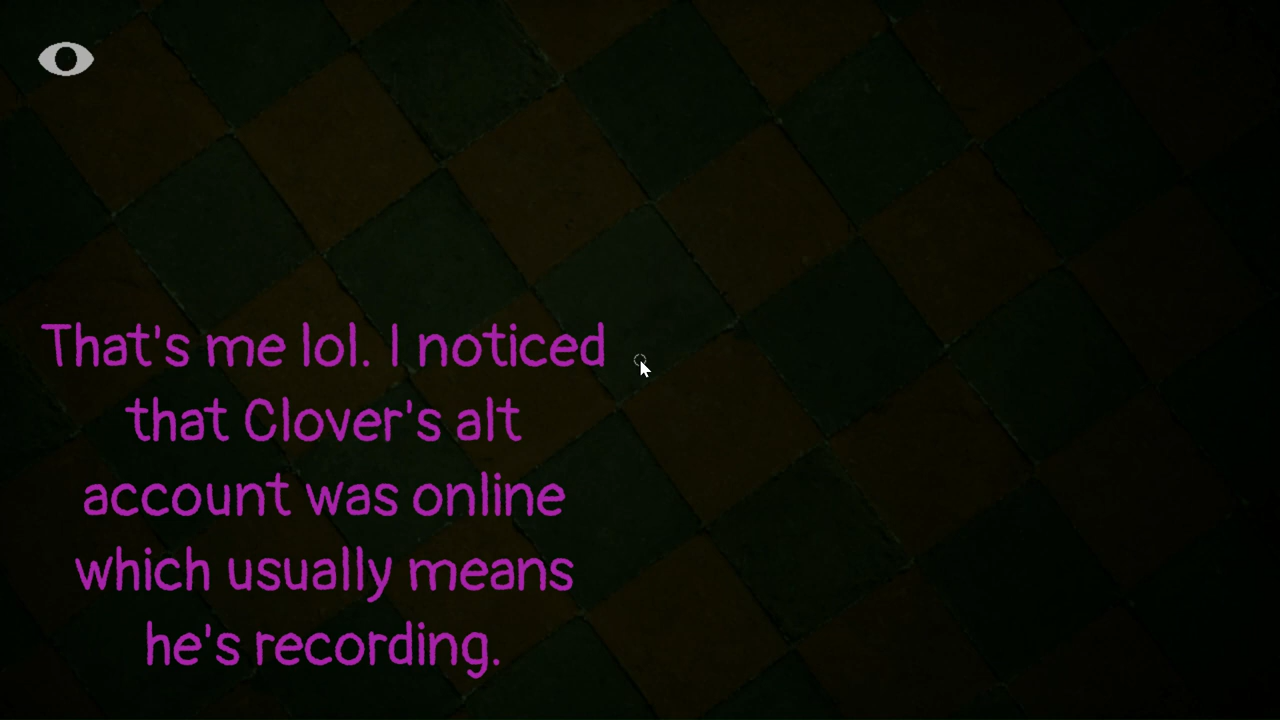 That's me lol. I noticed
that Clover's alt
account was online
which usually means
he's recording.